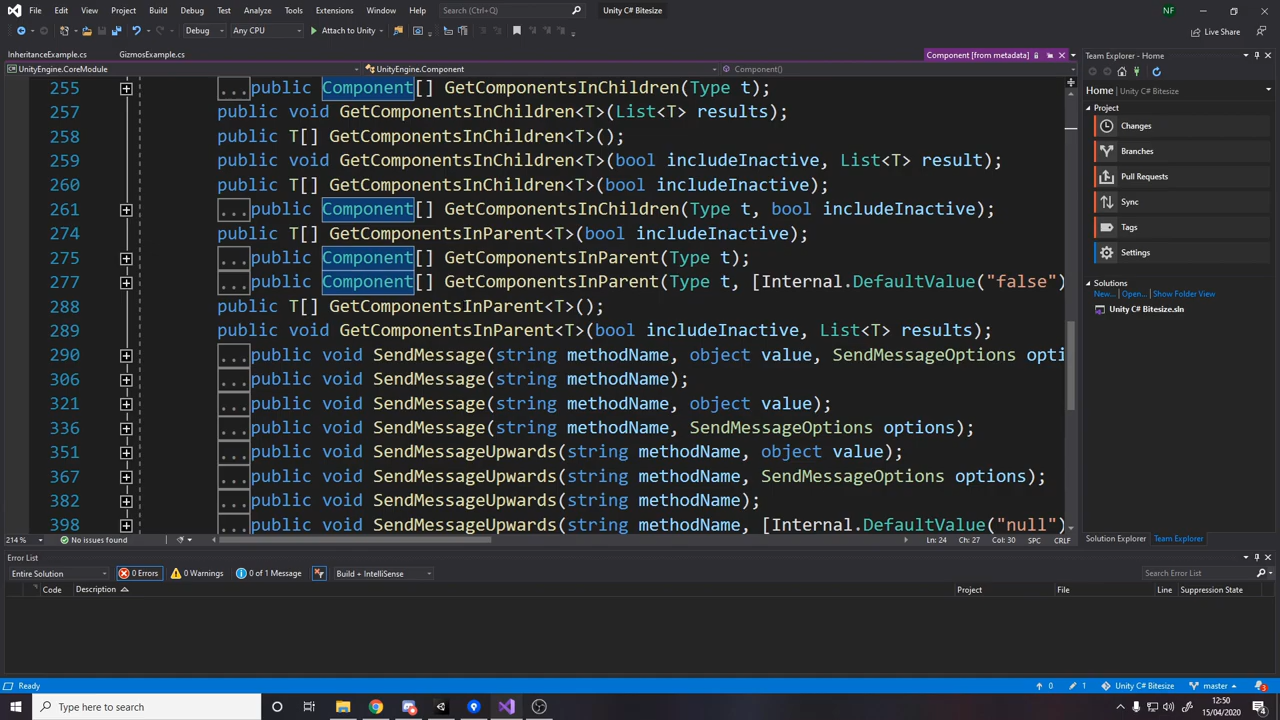 File Edit View Project Build Debug Test Analyze Tools Extensions Window Help Search (Ctrl+Q) Unity C# Bitesize NF
Debug Any CPU Attach to Unity Live Share
InheritanceExample.cs GizmosExample.cs Component [from metadata]
UnityEngine.CoreModule UnityEngine.Component Component()
255 ...public Component[] GetComponentsInChildren(Type t);
257 public void GetComponentsInChildren<T>(List<T> results);
258 public T[] GetComponentsInChildren<T>();
259 public void GetComponentsInChildren<T>(bool includeInactive, List<T> result);
260 public T[] GetComponentsInChildren<T>(bool includeInactive);
261 ...public Component[] GetComponentsInChildren(Type t, bool includeInactive);
274 public T[] GetComponentsInParent<T>(bool includeInactive);
275 ...public Component[] GetComponentsInParent(Type t);
277 ...public Component[] GetComponentsInParent(Type t, [Internal.DefaultValue("false")
288 public T[] GetComponentsInParent<T>();
289 public void GetComponentsInParent<T>(bool includeInactive, List<T> results);
290 ...public void SendMessage(string methodName, object value, SendMessageOptions opti
306 ...public void SendMessage(string methodName);
321 ...public void SendMessage(string methodName, object value);
336 ...public void SendMessage(string methodName, SendMessageOptions options);
351 ...public void SendMessageUpwards(string methodName, object value);
367 ...public void SendMessageUpwards(string methodName, SendMessageOptions options);
382 ...public void SendMessageUpwards(string methodName);
398 ...public void SendMessageUpwards(string methodName, [Internal.DefaultValue("null")
214 % No issues found Ln: 24 Ch: 27 Col: 30 SPC CRLF
Team Explorer - Home
Home | Unity C# Bitesize
Project
Changes
Branches
Pull Requests
Sync
Tags
Settings
Solutions
New... Open... | Show Folder View
Unity C# Bitesize.sln
Solution Explorer Team Explorer
Error List
Entire Solution 0 Errors 0 Warnings 0 of 1 Message Build + IntelliSense Search Error List
Code Description Project File Line Suppression State
Ready 0 1 Unity C# Bitesize master 3
Type here to search 12:50
15/04/2020 4